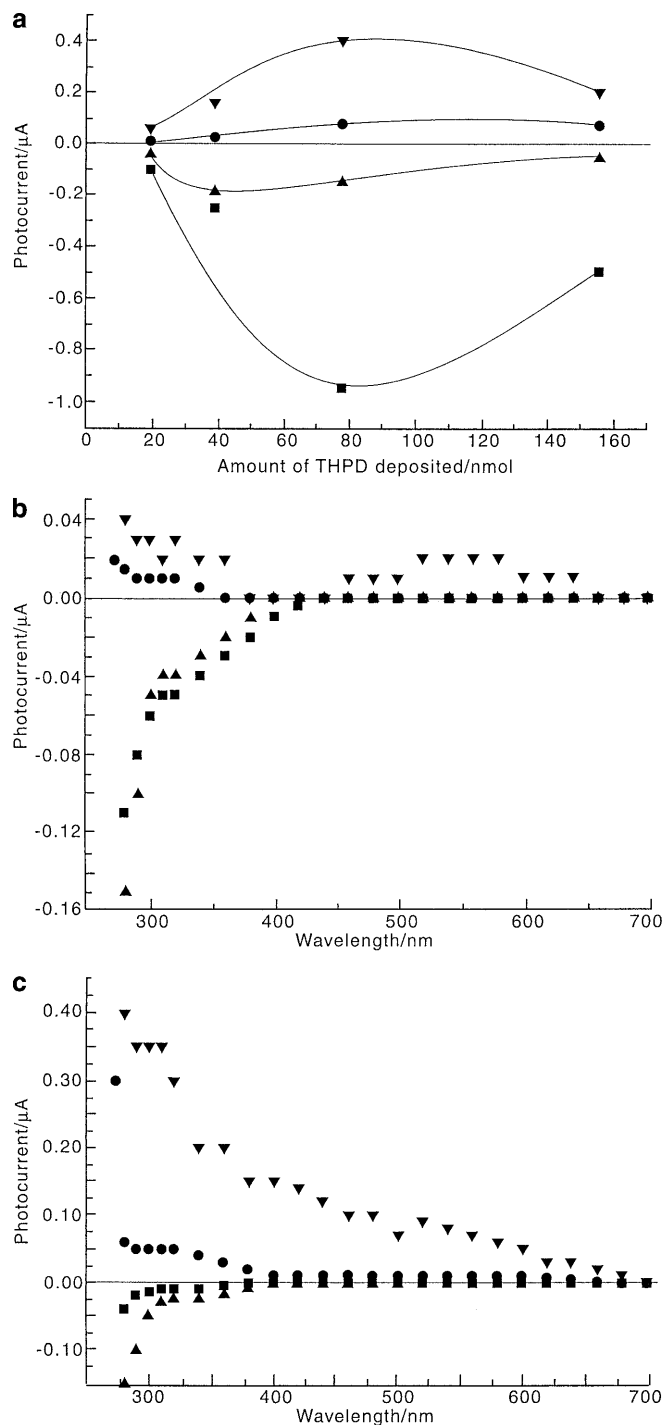 a
Photocurrent/µA
0.4
0.2
0.0
-0.2
-0.4
-0.6
-0.8
-1.0
0 20 40 60 80 100 120 140 160
Amount of THPD deposited/nmol
b
Photocurrent/µA
0.04
0.00
-0.04
-0.08
-0.12
-0.16
300 400 500 600 700
Wavelength/nm
c
Photocurrent/µA
0.40
0.30
0.20
0.10
0.00
-0.10
300 400 500 600 700
Wavelength/nm